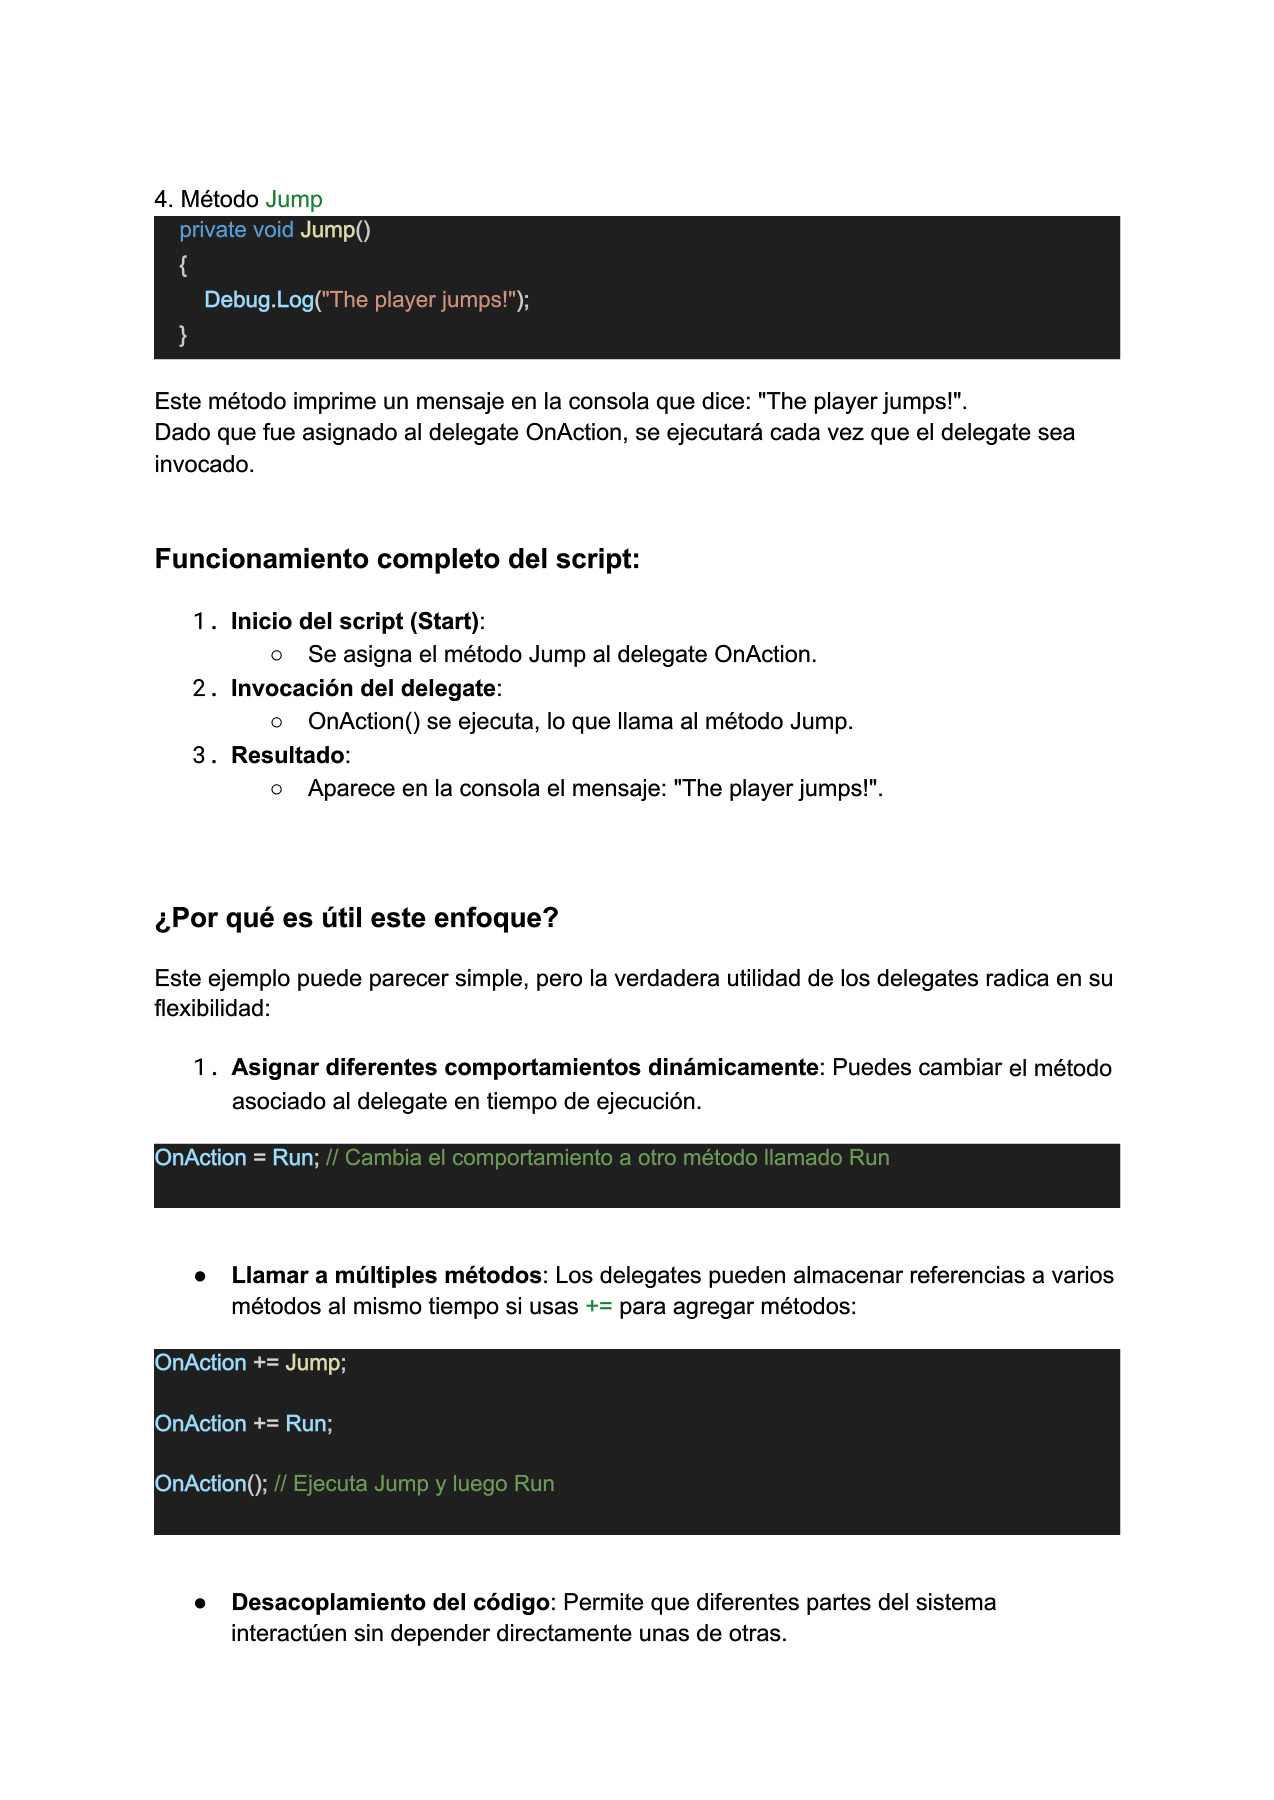 4. Método Jump
private void Jump()
{
Debug.Log("The player jumps!");
}
Este método imprime un mensaje en la consola que dice: "The player jumps!".
Dado que fue asignado al delegate OnAction, se ejecutará cada vez que el delegate sea
invocado.
Funcionamiento completo del script:
1. Inicio del script (Start):
○ Se asigna el método Jump al delegate OnAction.
2. Invocación del delegate:
○ OnAction() se ejecuta, lo que llama al método Jump.
3. Resultado:
○ Aparece en la consola el mensaje: "The player jumps!".
¿Por qué es útil este enfoque?
Este ejemplo puede parecer simple, pero la verdadera utilidad de los delegates radica en su
flexibilidad:
1. Asignar diferentes comportamientos dinámicamente: Puedes cambiar el método
asociado al delegate en tiempo de ejecución.
OnAction = Run; // Cambia el comportamiento a otro método llamado Run
● Llamar a múltiples métodos: Los delegates pueden almacenar referencias a varios
métodos al mismo tiempo si usas += para agregar métodos:
OnAction += Jump;
OnAction += Run;
OnAction(); // Ejecuta Jump y luego Run
● Desacoplamiento del código: Permite que diferentes partes del sistema
interactúen sin depender directamente unas de otras.